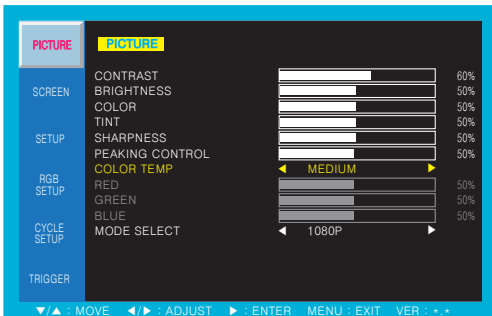 PICTURE
PICTURE
CONTRAST 60%
SCREEN BRIGHTNESS 50%
COLOR 50%
TINT 50%
SETUP SHARPNESS 50%
PEAKING CONTROL 50%
COLOR TEMP ◀ MEDIUM ▶
RGB SETUP
RED 50%
GREEN 50%
BLUE 50%
CYCLE SETUP
MODE SELECT ◀ 1080P ▶
TRIGGER
▼/▲ : MOVE ◀/▶ : ADJUST ▶ : ENTER MENU : EXIT VER : *.*